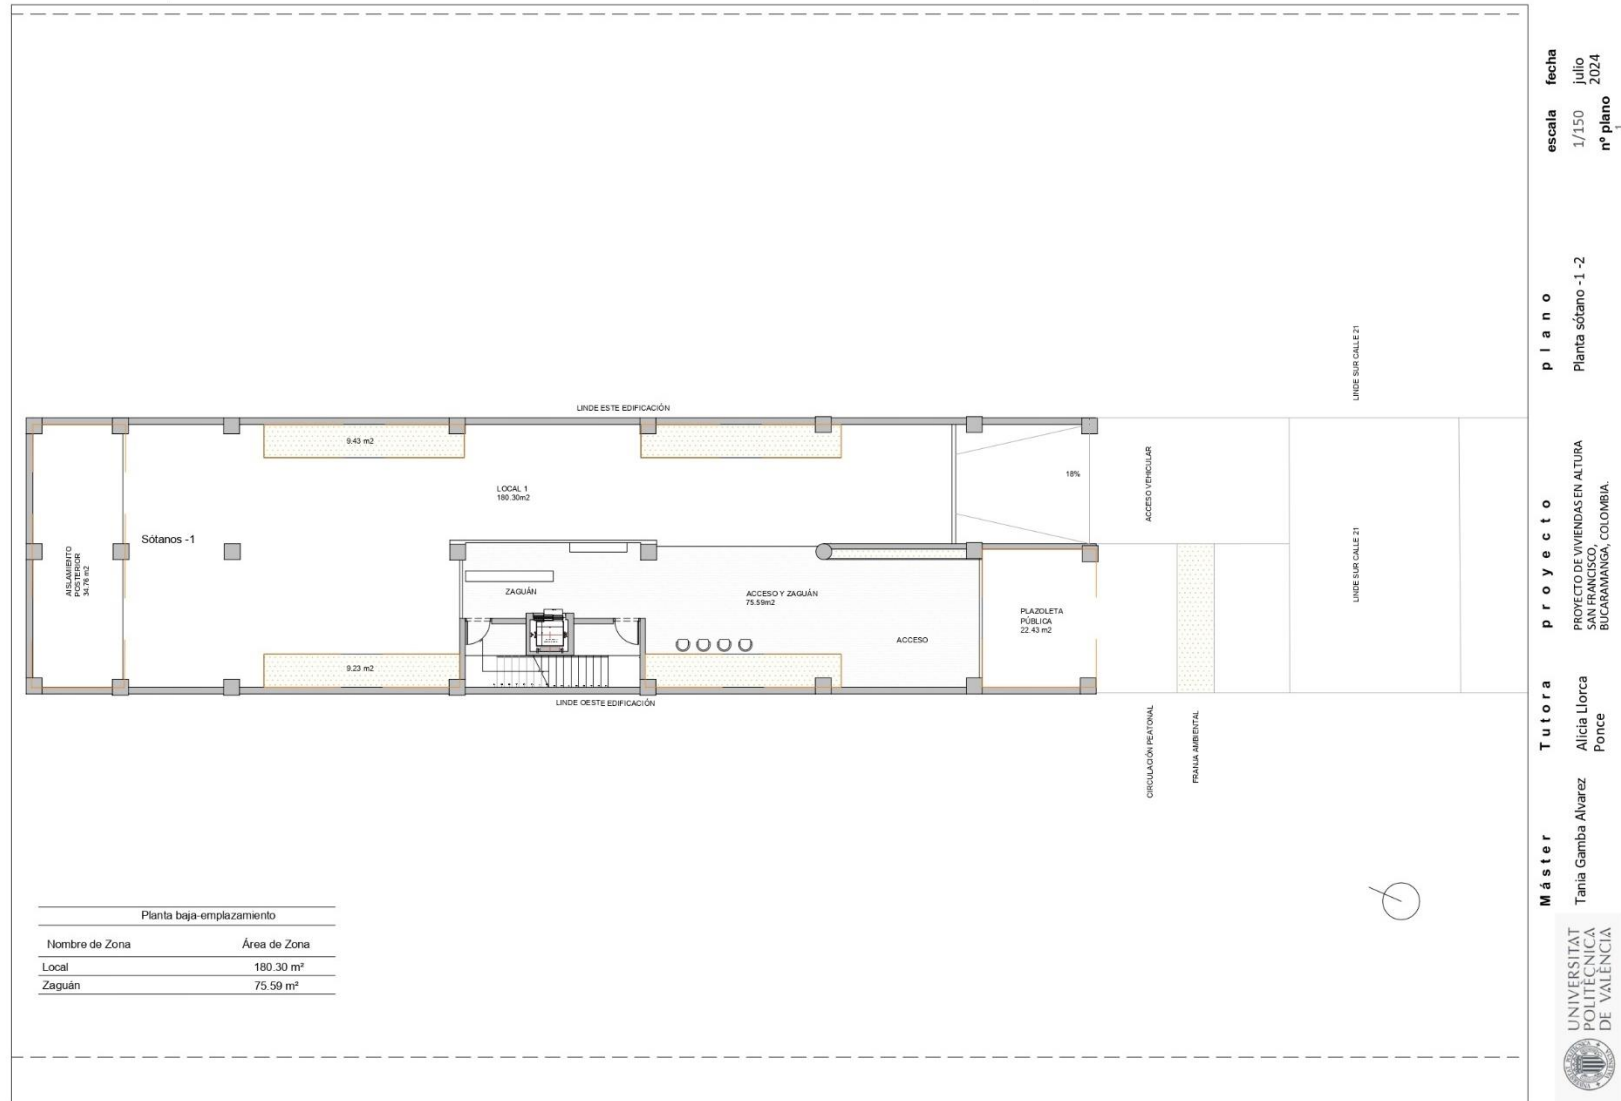 LINDE ESTE EDIFICACIÓN
9.43 m2
LOCAL 1
180.30m2
18%
Sótanos -1
AISLAMIENTO
POSTERIOR
34.76 m2
ZAGUÁN
ACCESO Y ZAGUÁN
75.59m2
ACCESO
PLAZOLETA
PÚBLICA
22.43 m2
9.23 m2
LINDE OESTE EDIFICACIÓN
ACCESO VEHICULAR
CIRCULACIÓN PEATONAL
FRANJA AMBIENTAL
LINDE SUR CALLE 21
LINDE SUR CALLE 21
Planta baja-emplazamiento
Nombre de Zona Área de Zona
Local 180.30 m²
Zaguán 75.59 m²
UNIVERSITAT
POLITÈCNICA
DE VALÈNCIA
Máster
Tania Gamba Alvarez
Tutora
Alicia Llorca
Ponce
proyecto
PROYECTO DE VIVIENDAS EN ALTURA
SAN FRANCISCO,
BUCARAMANGA, COLOMBIA.
plano
Planta sótano -1 -2
escala
1/150
nº plano
1
fecha
julio
2024